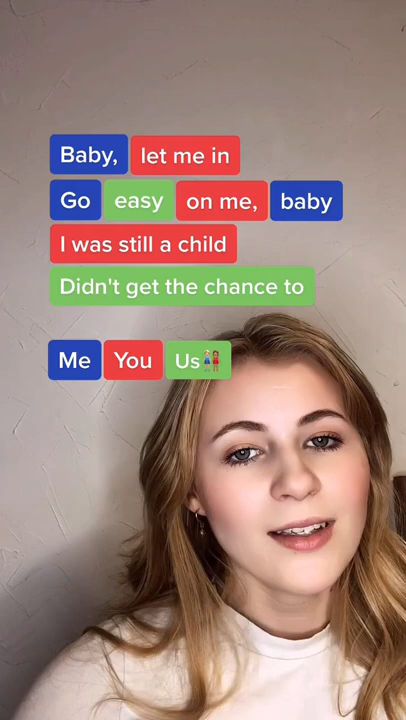 Baby, let me in
Go easy on me, baby
I was still a child
Didn't get the chance to
Me You Us👭